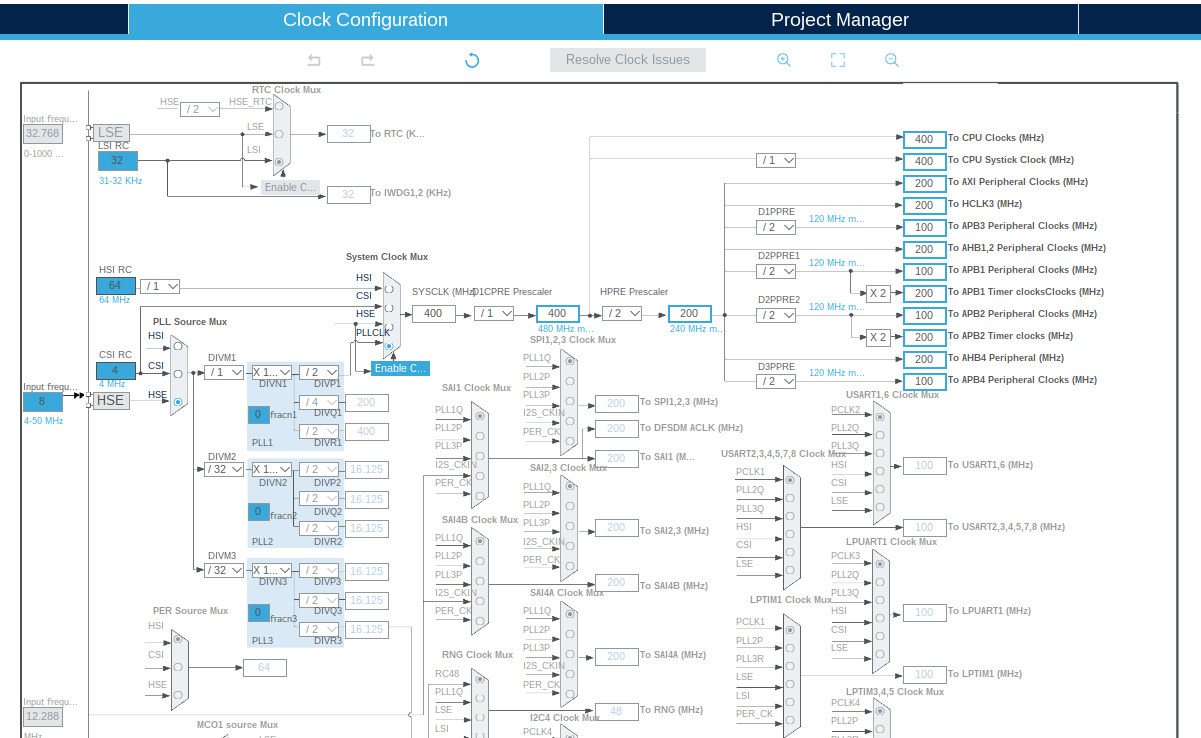 Clock Configuration
Project Manager
Resolve Clock Issues
RTC Clock Mux
HSE
/ 2
HSE_RTC
Input frequ...
32.768
0-1000 ...
LSE
LSE
32
To RTC (K...
LSI RC
32
LSI
31-32 KHz
Enable C...
32
To IWDG1,2 (KHz)
400
To CPU Clocks (MHz)
/ 1
400
To CPU Systick Clock (MHz)
200
To AXI Peripheral Clocks (MHz)
200
To HCLK3 (MHz)
D1PPRE
/ 2
120 MHz m...
100
To APB3 Peripheral Clocks (MHz)
200
To AHB1,2 Peripheral Clocks (MHz)
D2PPRE1
/ 2
120 MHz m...
100
To APB1 Peripheral Clocks (MHz)
X 2
200
To APB1 Timer clocksClocks (MHz)
D2PPRE2
/ 2
120 MHz m...
100
To APB2 Peripheral Clocks (MHz)
X 2
200
To APB2 Timer clocks (MHz)
200
To AHB4 Peripheral (MHz)
D3PPRE
/ 2
120 MHz m...
100
To APB4 Peripheral Clocks (MHz)
System Clock Mux
HSI RC
64
/ 1
64 MHz
HSI
CSI
HSE
PLLCLK
Enable C...
SYSCLK (MHz)
400
D1CPRE Prescaler
/ 1
400
480 MHz m...
HPRE Prescaler
/ 2
200
240 MHz m...
PLL Source Mux
HSI
CSI RC
4
4 MHz
CSI
Input frequ...
8
4-50 MHz
HSE
HSE
DIVM1
/ 1
X 1...
/ 2
DIVN1
DIVP1
/ 4
200
0
fracn1
DIVQ1
/ 2
400
PLL1
DIVR1
DIVM2
/ 32
X 1...
/ 2
16.125
DIVN2
DIVP2
/ 2
16.125
0
fracn2
DIVQ2
/ 2
16.125
PLL2
DIVR2
DIVM3
/ 32
X 1...
/ 2
16.125
DIVN3
DIVP3
/ 2
16.125
0
fracn3
DIVQ3
/ 2
16.125
PLL3
DIVR3
PER Source Mux
HSI
CSI
HSE
64
Input frequ...
12.288
MHz
MCO1 source Mux
LSE
SAI1 Clock Mux
PLL1Q
PLL2P
PLL3P
I2S_CKIN
PER_CK
200
To SAI1 (M...
SAI4B Clock Mux
PLL1Q
PLL2P
PLL3P
I2S_CKIN
PER_CK
200
To SAI4B (MHz)
RNG Clock Mux
RC48
PLL1Q
LSE
LSI
48
To RNG (MHz)
SPI1,2,3 Clock Mux
PLL1Q
PLL2P
PLL3P
I2S_CKIN
PER_CK
200
To SPI1,2,3 (MHz)
200
To DFSDM ACLK (MHz)
SAI2,3 Clock Mux
PLL1Q
PLL2P
PLL3P
I2S_CKIN
PER_CK
200
To SAI2,3 (MHz)
SAI4A Clock Mux
PLL1Q
PLL2P
PLL3P
I2S_CKIN
PER_CK
200
To SAI4A (MHz)
I2C4 Clock Mux
PCLK4
USART2,3,4,5,7,8 Clock Mux
PCLK1
PLL2Q
PLL3Q
HSI
CSI
LSE
100
To USART2,3,4,5,7,8 (MHz)
LPTIM1 Clock Mux
PCLK1
PLL2P
PLL3R
LSE
LSI
PER_CK
100
To LPTIM1 (MHz)
USART1,6 Clock Mux
PCLK2
PLL2Q
PLL3Q
HSI
CSI
LSE
100
To USART1,6 (MHz)
LPUART1 Clock Mux
PCLK3
PLL2Q
PLL3Q
HSI
CSI
LSE
100
To LPUART1 (MHz)
LPTIM3,4,5 Clock Mux
PCLK4
PLL2P
PLL3R